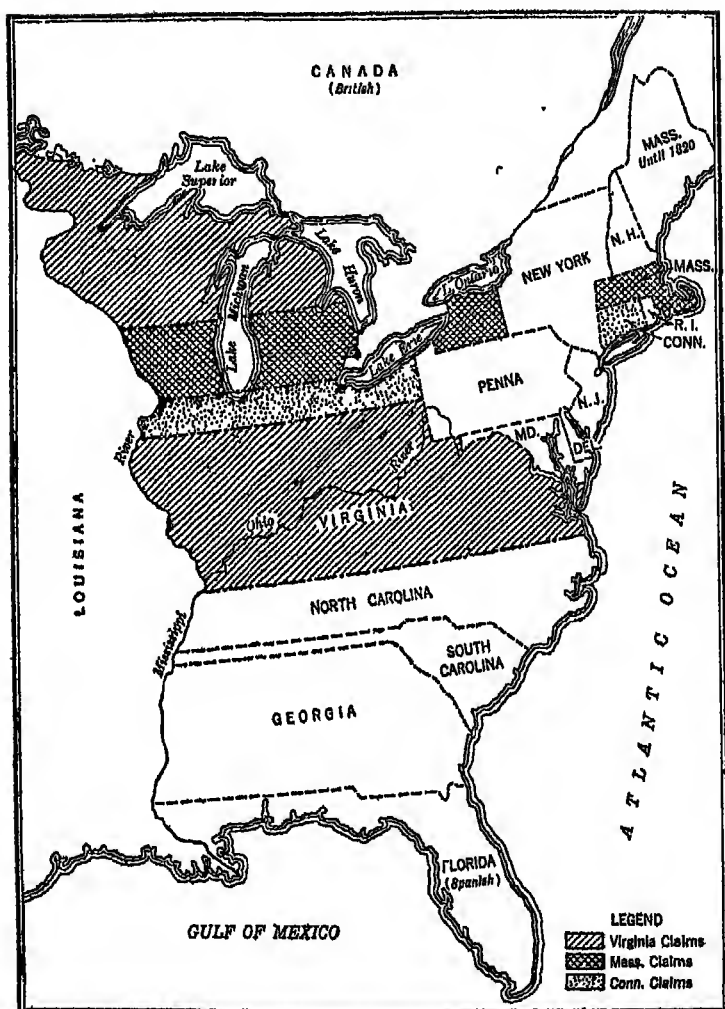 CANADA
(British)
MASS.
Until 1820
Lake
Superior
Lake
Huron
Lake Michigan
N.H.
NEW YORK
L. Ontario
MASS.
R. I.
CONN.
Lake Erie
PENNA
N.J.
MD.
DE.
River
River
Ohio
VIRGINIA
LOUISIANA
NORTH CAROLINA
Mississippi
SOUTH
CAROLINA
GEORGIA
ATLANTIC OCEAN
FLORIDA
(Spanish)
GULF OF MEXICO
LEGEND
Virginia Claims
Mass. Claims
Conn. Claims